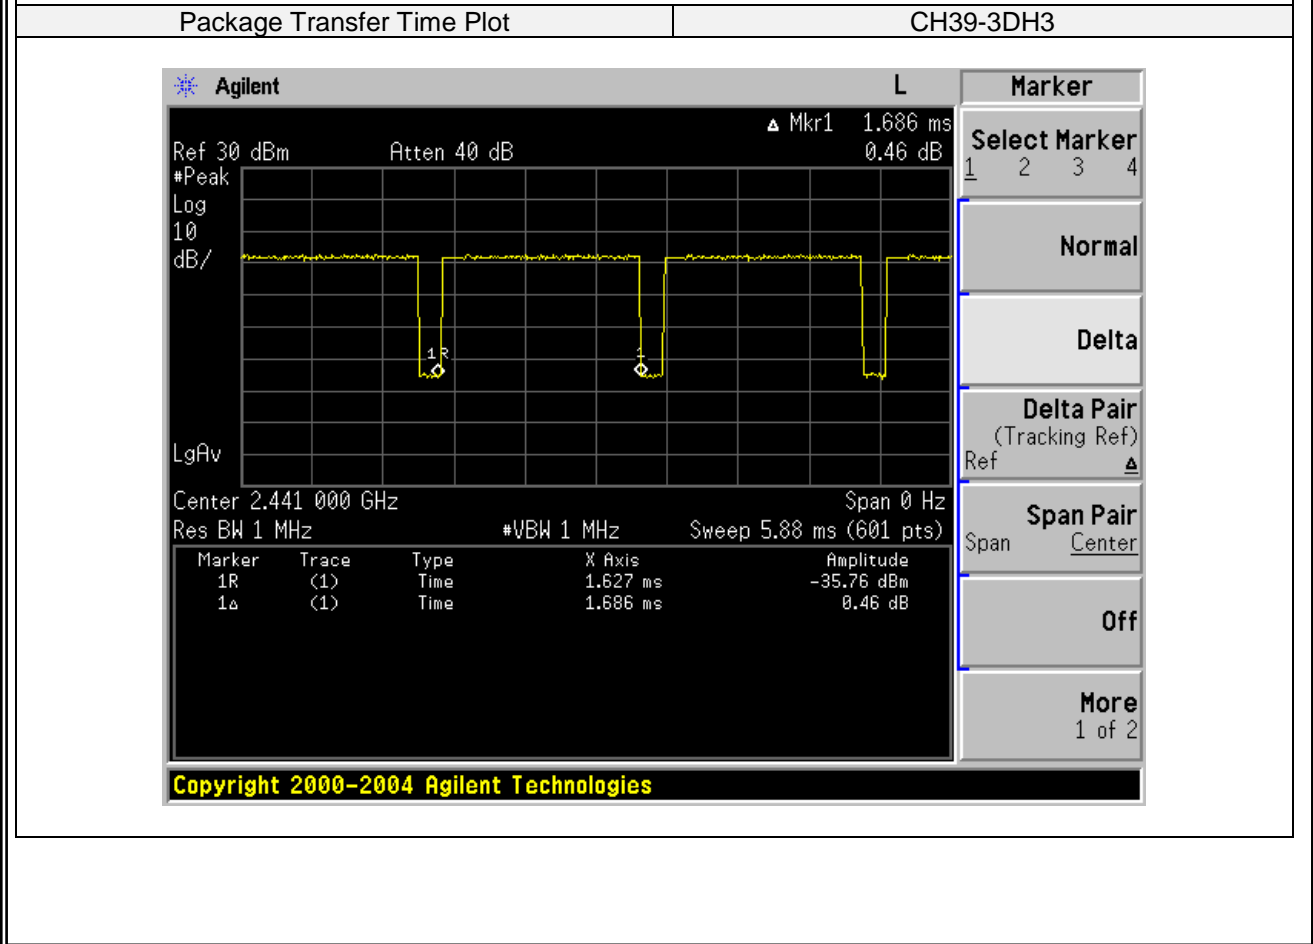 Package Transfer Time Plot CH39-3DH3
Agilent L Marker
Δ Mkr1 1.686 ms
Ref 30 dBm Atten 40 dB 0.46 dB
#Peak
Log
10
dB/
1R 1
LgAv
Center 2.441 000 GHz Span 0 Hz
Res BW 1 MHz #VBW 1 MHz Sweep 5.88 ms (601 pts)
Marker Trace Type X Axis Amplitude
1R (1) Time 1.627 ms -35.76 dBm
1Δ (1) Time 1.686 ms 0.46 dB
Select Marker
1 2 3 4
Normal
Delta
Delta Pair
(Tracking Ref)
Ref Δ
Span Pair
Span Center
Off
More
1 of 2
Copyright 2000-2004 Agilent Technologies